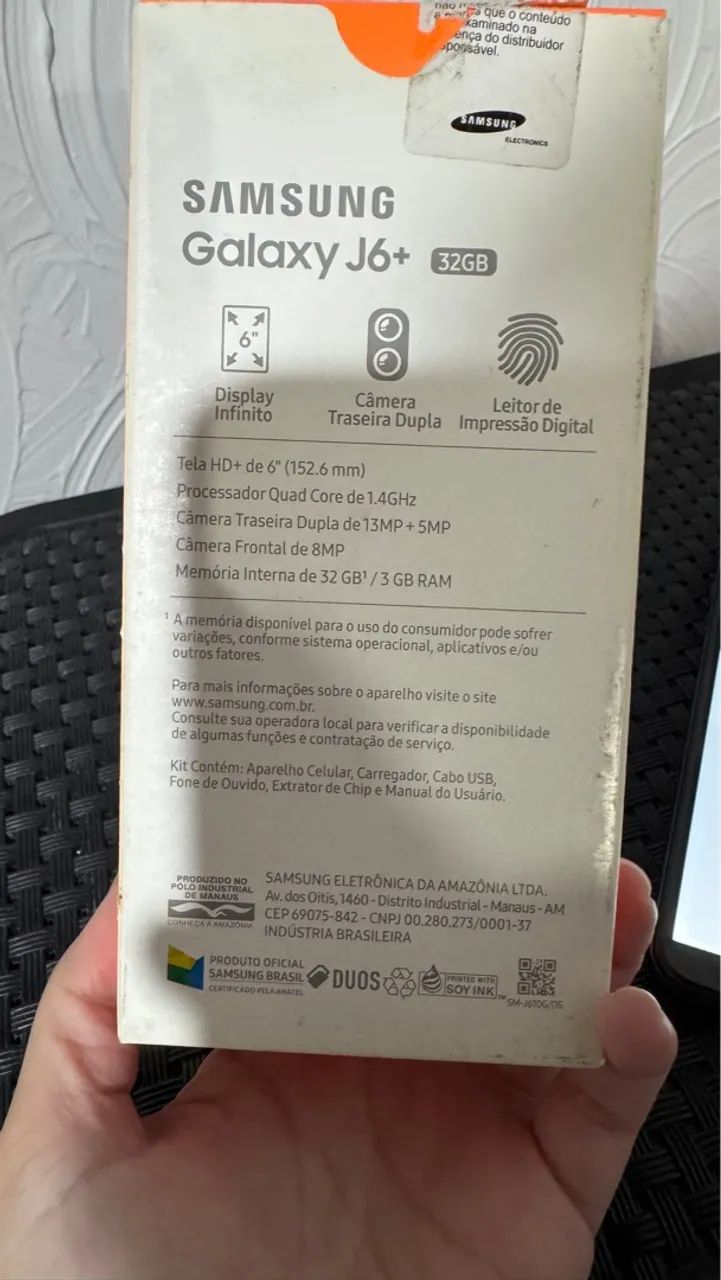 que o conteúdo
xaminado na
ença do distribuidor
ponsável.
SAMSUNG
ELECTRONICS
SAMSUNG
Galaxy J6+ 32GB
6"
Display
Infinito
Câmera
Traseira Dupla
Leitor de
Impressão Digital
Tela HD+ de 6" (152.6 mm)
Processador Quad Core de 1.4GHz
Câmera Traseira Dupla de 13MP + 5MP
Câmera Frontal de 8MP
Memória Interna de 32 GB¹ / 3 GB RAM
¹ A memória disponível para o uso do consumidor pode sofrer
variações, conforme sistema operacional, aplicativos e/ou
outros fatores.
Para mais informações sobre o aparelho visite o site
www.samsung.com.br.
Consulte sua operadora local para verificar a disponibilidade
de algumas funções e contratação de serviço.
Kit Contém: Aparelho Celular, Carregador, Cabo USB,
Fone de Ouvido, Extrator de Chip e Manual do Usuário.
PRODUZIDO NO
PÓLO INDUSTRIAL
DE MANAUS
CONHEÇA A AMAZÔNIA
SAMSUNG ELETRÔNICA DA AMAZÔNIA LTDA.
Av. dos Oitis, 1460 - Distrito Industrial - Manaus - AM
CEP 69075-842 - CNPJ 00.280.273/0001-37
INDÚSTRIA BRASILEIRA
PRODUTO OFICIAL
SAMSUNG BRASIL
CERTIFICADO PELA ANATEL
DUOS
PRINTED WITH
SOY INK™
SM-J610G/DS